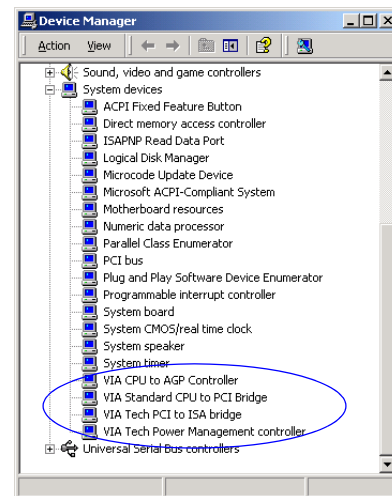 Device Manager
Action View
Sound, video and game controllers
System devices
ACPI Fixed Feature Button
Direct memory access controller
ISAPNP Read Data Port
Logical Disk Manager
Microcode Update Device
Microsoft ACPI-Compliant System
Motherboard resources
Numeric data processor
Parallel Class Enumerator
PCI bus
Plug and Play Software Device Enumerator
Programmable interrupt controller
System board
System CMOS/real time clock
System speaker
System timer
VIA CPU to AGP Controller
VIA Standard CPU to PCI Bridge
VIA Tech PCI to ISA bridge
VIA Tech Power Management controller
Universal Serial Bus controllers